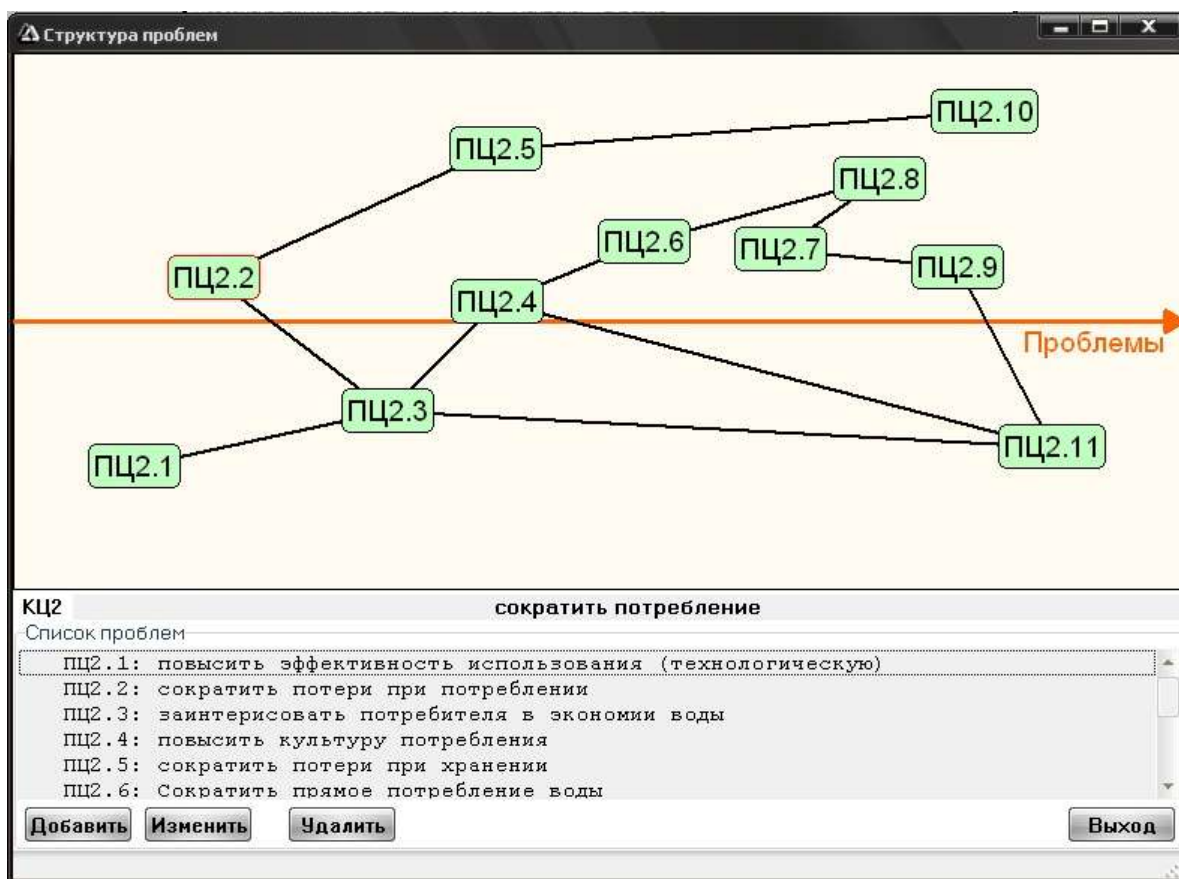 Структура проблем
ПЦ2.10
ПЦ2.5
ПЦ2.8
ПЦ2.6
ПЦ2.7
ПЦ2.9
ПЦ2.2
ПЦ2.4
Проблемы
ПЦ2.3
ПЦ2.11
ПЦ2.1
КЦ2 сократить потребление
Список проблем
ПЦ2.1: повысить эффективность использования (технологическую)
ПЦ2.2: сократить потери при потреблении
ПЦ2.3: заинтерисовать потребителя в экономии воды
ПЦ2.4: повысить культуру потребления
ПЦ2.5: сократить потери при хранении
ПЦ2.6: Сократить прямое потребление воды
Добавить Изменить Удалить Выход